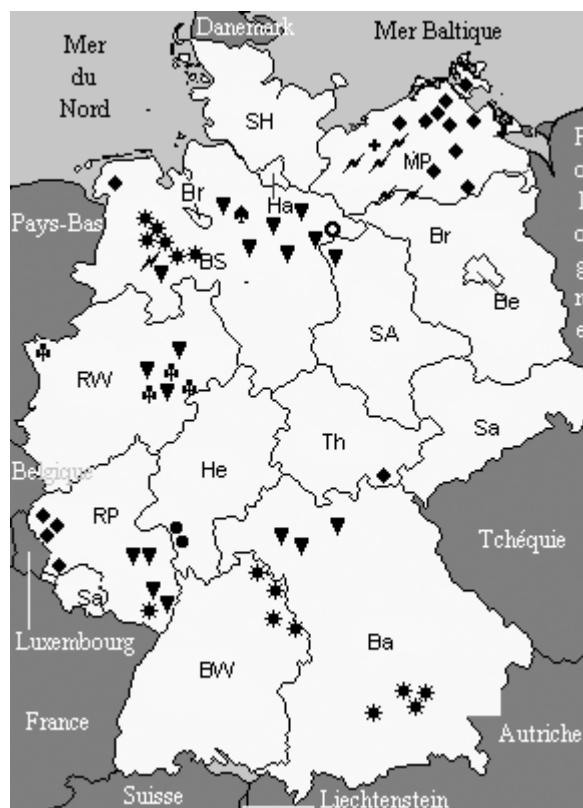 Danemark
Mer
du
Nord
Mer Baltique
SH
MP
Br
Ha
Pays-Bas
BS
Br
Be
P
o
l
o
g
n
e
SA
RW
Belgique
He
Th
Sa
RP
Sa
Luxembourg
Tchéquie
BW
Ba
France
Autriche
Suisse
Liechtenstein